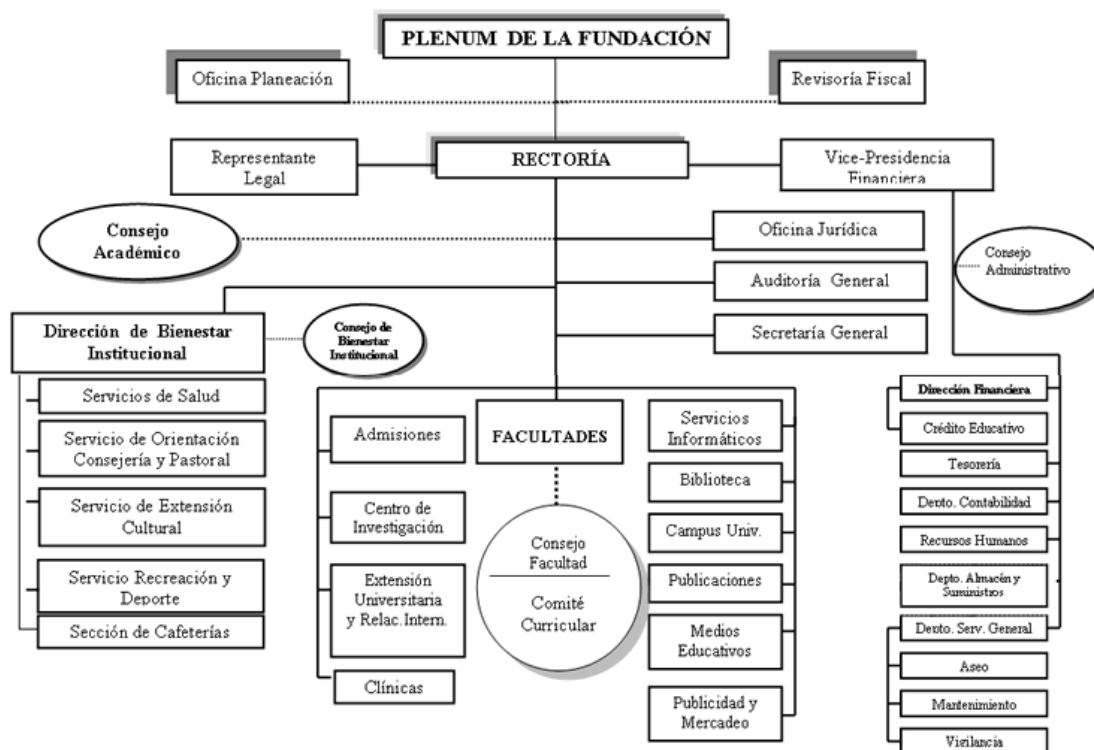 PLENUM DE LA FUNDACIÓN
Oficina Planeación
Revisoría Fiscal
Representante
Legal
RECTORÍA
Vice-Presidencia
Financiera
Consejo
Académico
Oficina Jurídica
Consejo
Administrativo
Auditoría General
Secretaría General
Dirección de Bienestar
Institucional
Consejo de
Bienestar
Institucional
Servicios de Salud
Servicio de Orientación
Consejería y Pastoral
Servicio de Extensión
Cultural
Servicio Recreación y
Deporte
Sección de Cafeterías
Admisiones
Centro de
Investigación
Extensión
Universitaria
y Relac.Intern.
Clínicas
FACULTADES
Consejo
Facultad
Comité
Curricular
Servicios
Informáticos
Biblioteca
Campus Univ.
Publicaciones
Medios
Educativos
Publicidad y
Mercadeo
Dirección Financiera
Crédito Educativo
Tesorería
Depto. Contabilidad
Recursos Humanos
Depto. Almacén y
Suministros
Depto. Serv. General
Aseo
Mantenimiento
Vigilancia